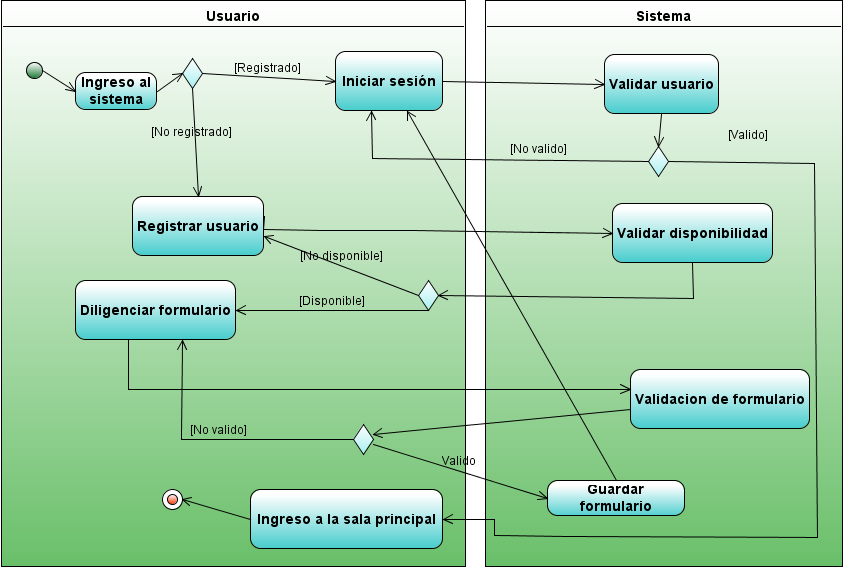 Usuario
Sistema
Ingreso al
sistema
[Registrado]
Iniciar sesión
Validar usuario
[No registrado]
[No valido]
[Valido]
Registrar usuario
Validar disponibilidad
[No disponible]
[Disponible]
Diligenciar formulario
Validacion de formulario
[No valido]
Valido
Guardar
formulario
Ingreso a la sala principal